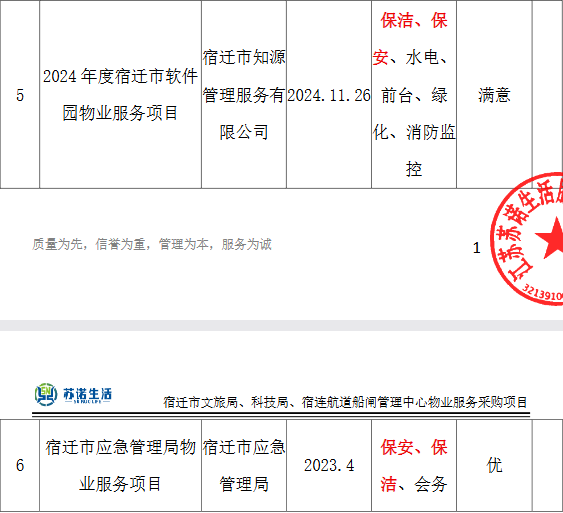 5
2024年度宿迁市软件
园物业服务项目
宿迁市知源
管理服务有
限公司
2024.11.26
保洁、保
安、水电、
前台、绿
化、消防监
控
满意
质量为先，信誉为重，管理为本，服务为诚
1
江苏苏诺生活
3213910
苏诺生活
宿迁市文旅局、科技局、宿连航道船闸管理中心物业服务采购项目
6
宿迁市应急管理局物
业服务项目
宿迁市应急
管理局
2023.4
保安、保
洁、会务
优